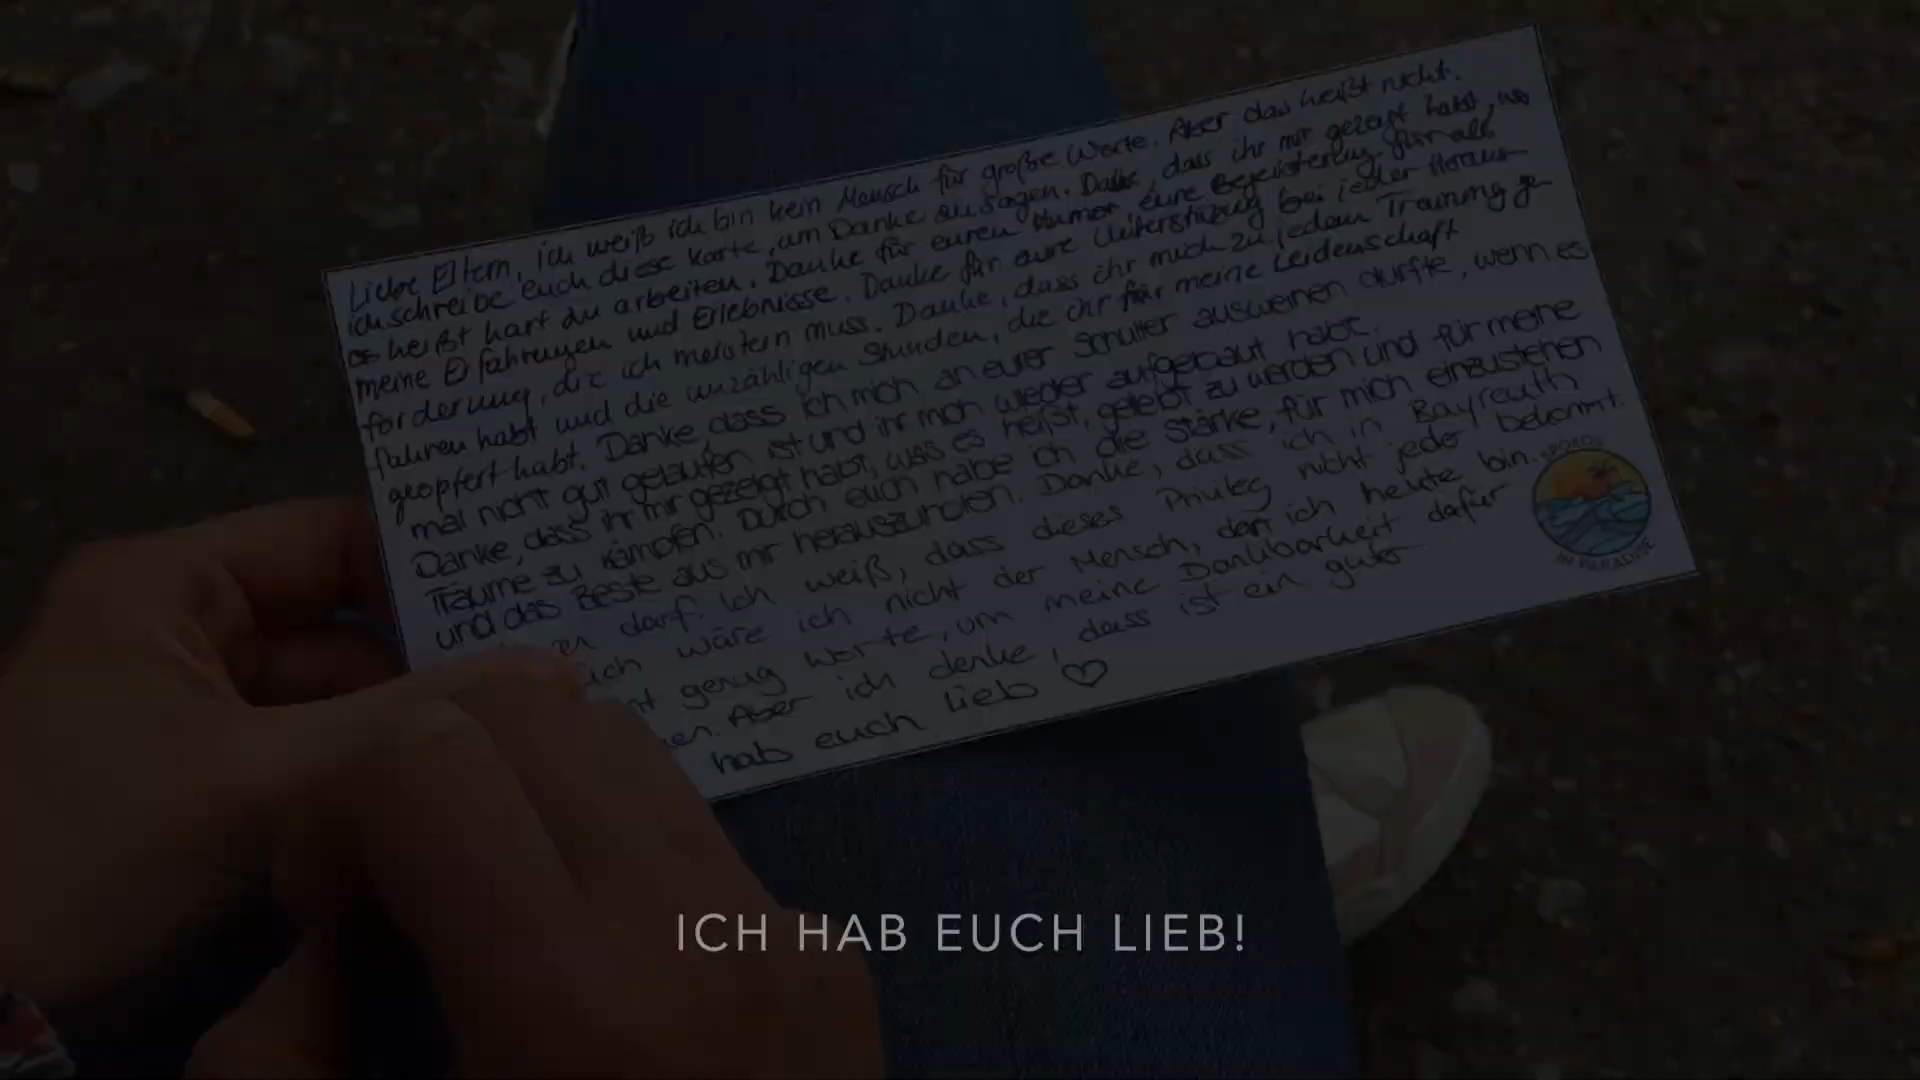 Liebe Eltern, ich weiß ich bin kein Mensch für große Worte. Aber das heißt nicht.
ich schreibe euch diese Karte, um Danke zu sagen. Danke, dass ihr mir gezeigt habt, was
es heißt hart zu arbeiten. Danke für euren Humor eure Begeisterung für all
meine Erfahrungen und Erlebnisse. Danke für eure Unterstützung bei jeder Heraus-
forderung, die ich meistern muss. Danke, dass ihr mich zu jedem Training ge-
fahren habt und die unzähligen Stunden, die ihr für meine Leidenschaft
geopfert habt. Danke dass ich mich an eurer Schulter ausweinen durfte, wenn es
mal nicht gut gelaufen ist und ihr mich wieder aufgebaut habt.
Danke, dass ihr mir gezeigt habt, was es heißt, geliebt zu werden und für meine
Träume zu kämpfen. Durch euch habe ich die Stärke, für mich einzustehen
und das Beste aus mir herauszuholen. Danke, dass ich in Bayreuth
darf. Ich weiß, dass dieses Privileg nicht jeder bekommt.
wäre ich nicht der Mensch, der ich heute bin.
genug Worte, um meine Dankbarkeit dafür
Aber ich denke, dass ist ein guter
hab euch lieb ♡
SPOKOS
IN PARADISE
ICH HAB EUCH LIEB!